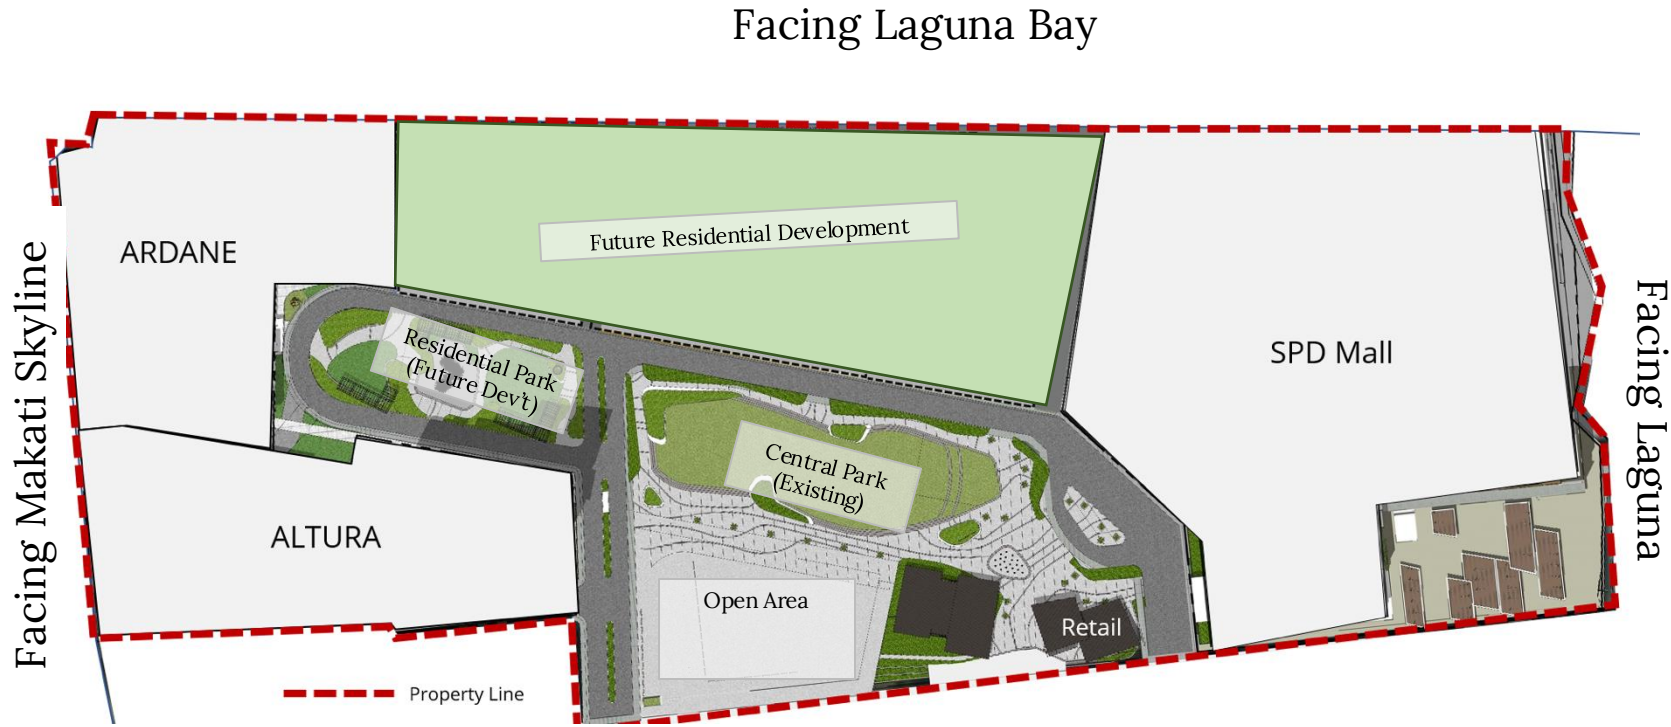 Facing Laguna Bay
Facing Makati Skyline
ARDANE
Future Residential Development
SPD Mall
Facing Laguna
Residential Park
(Future Dev't)
Central Park
(Existing)
ALTURA
Open Area
Retail
Property Line